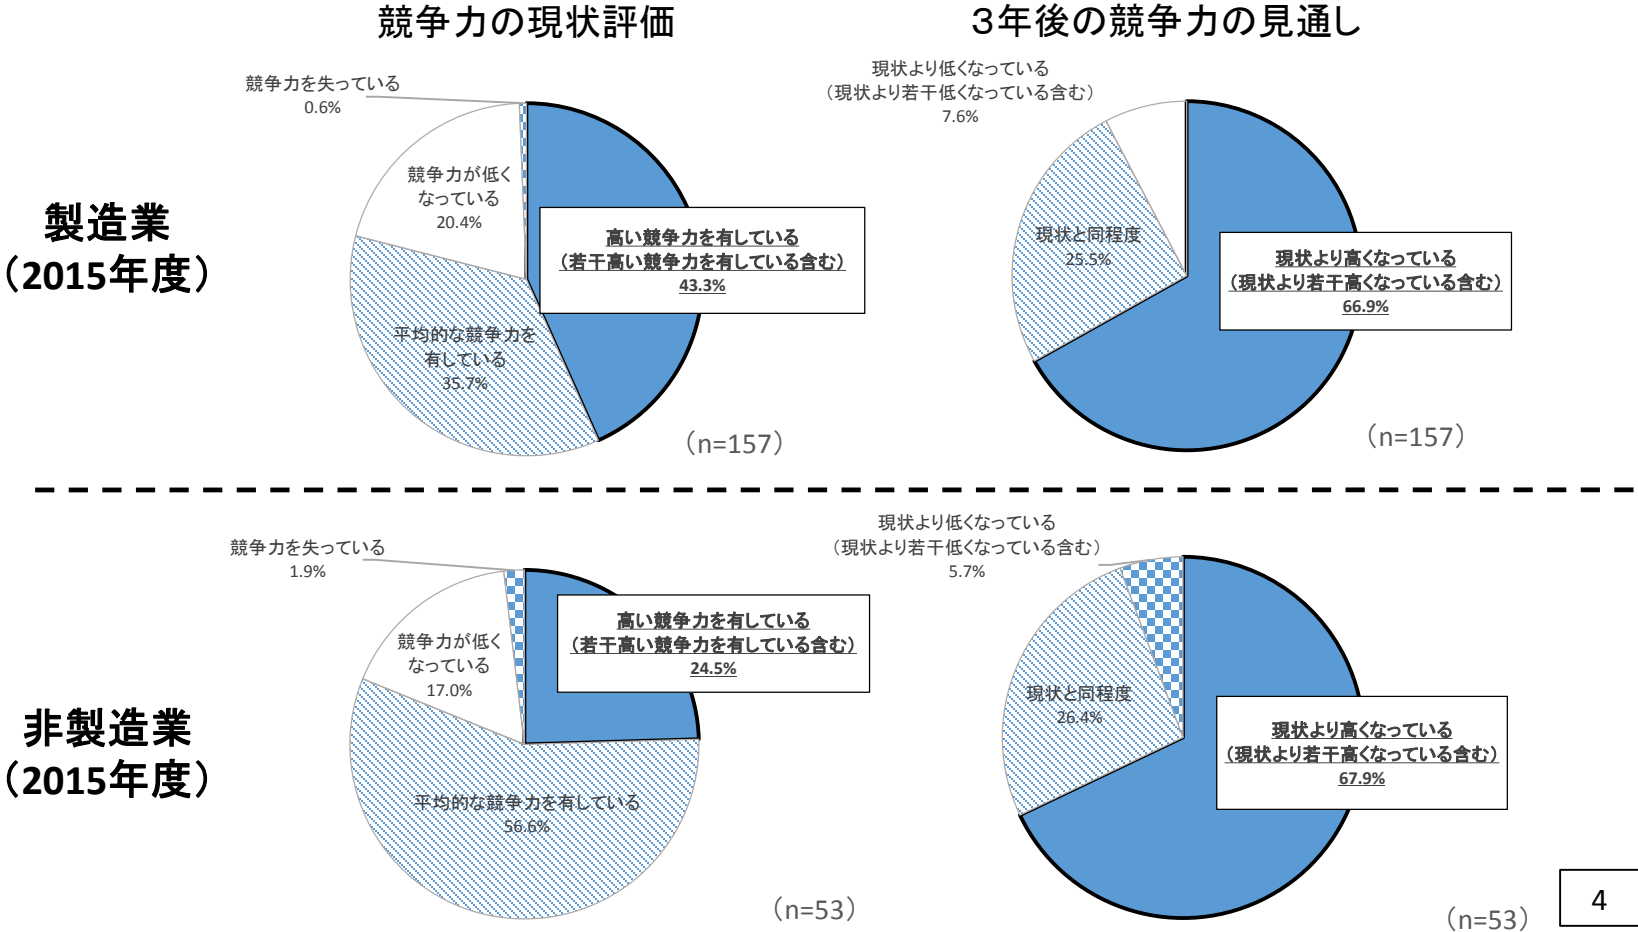 競争力の現状評価
3年後の競争力の見通し
製造業
（2015年度）
競争力を失っている
0.6%
競争力が低く
なっている
20.4%
高い競争力を有している
（若干高い競争力を有している含む）
43.3%
平均的な競争力を
有している
35.7%
（n=157）
現状より低くなっている
（現状より若干低くなっている含む）
7.6%
現状と同程度
25.5%
現状より高くなっている
（現状より若干高くなっている含む）
66.9%
（n=157）
非製造業
（2015年度）
競争力を失っている
1.9%
競争力が低く
なっている
17.0%
高い競争力を有している
（若干高い競争力を有している含む）
24.5%
平均的な競争力を有している
56.6%
（n=53）
現状より低くなっている
（現状より若干低くなっている含む）
5.7%
現状と同程度
26.4%
現状より高くなっている
（現状より若干高くなっている含む）
67.9%
（n=53）
4